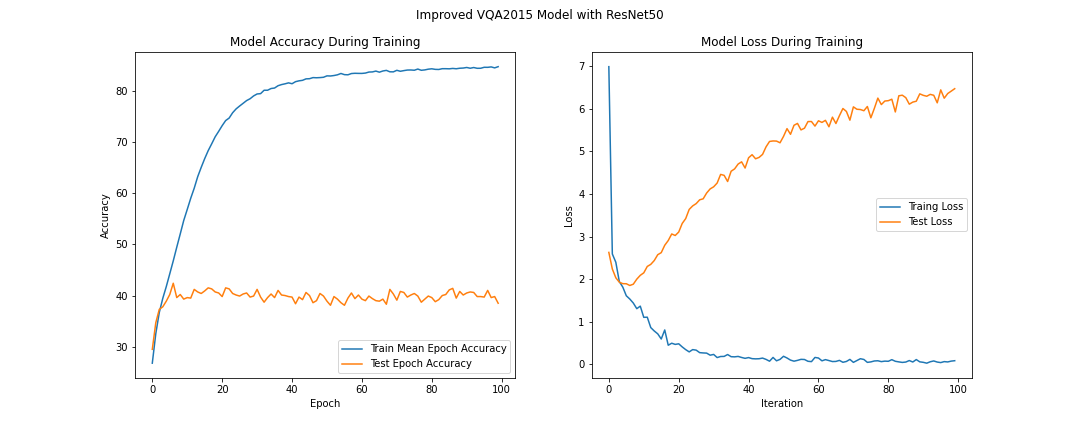 Improved VQA2015 Model with ResNet50
Model Accuracy During Training
Accuracy
80
70
60
50
40
30
0 20 40 60 80 100
Epoch
Train Mean Epoch Accuracy
Test Epoch Accuracy
Model Loss During Training
Loss
7
6
5
4
3
2
1
0
0 20 40 60 80 100
Iteration
Traing Loss
Test Loss